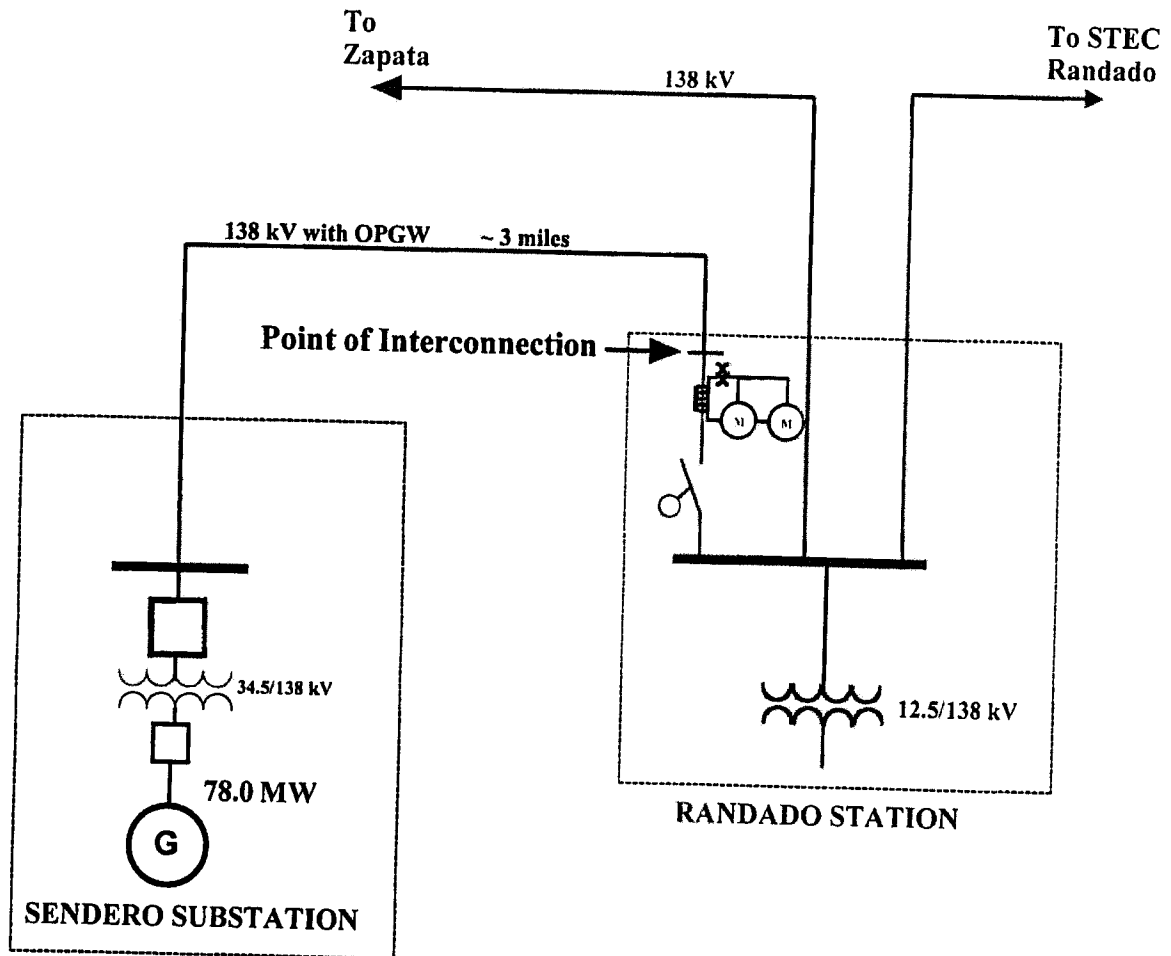 To
Zapata
138 kV
To STEC
Randado
138 kV with OPGW ~ 3 miles
Point of Interconnection
M M
34.5/138 kV
12.5/138 kV
78.0 MW
G
RANDADO STATION
SENDERO SUBSTATION